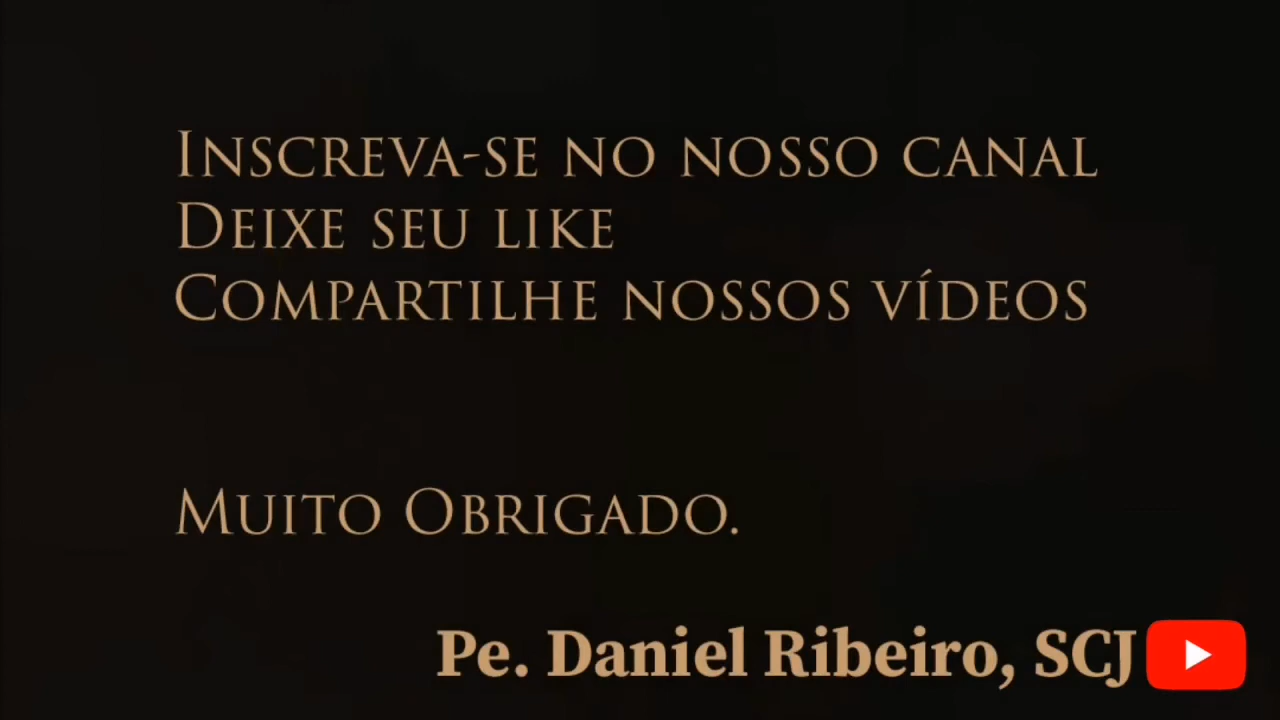 Inscreva-se no nosso canal
Deixe seu like
Compartilhe nossos vídeos
Muito Obrigado.
Pe. Daniel Ribeiro, SCJ